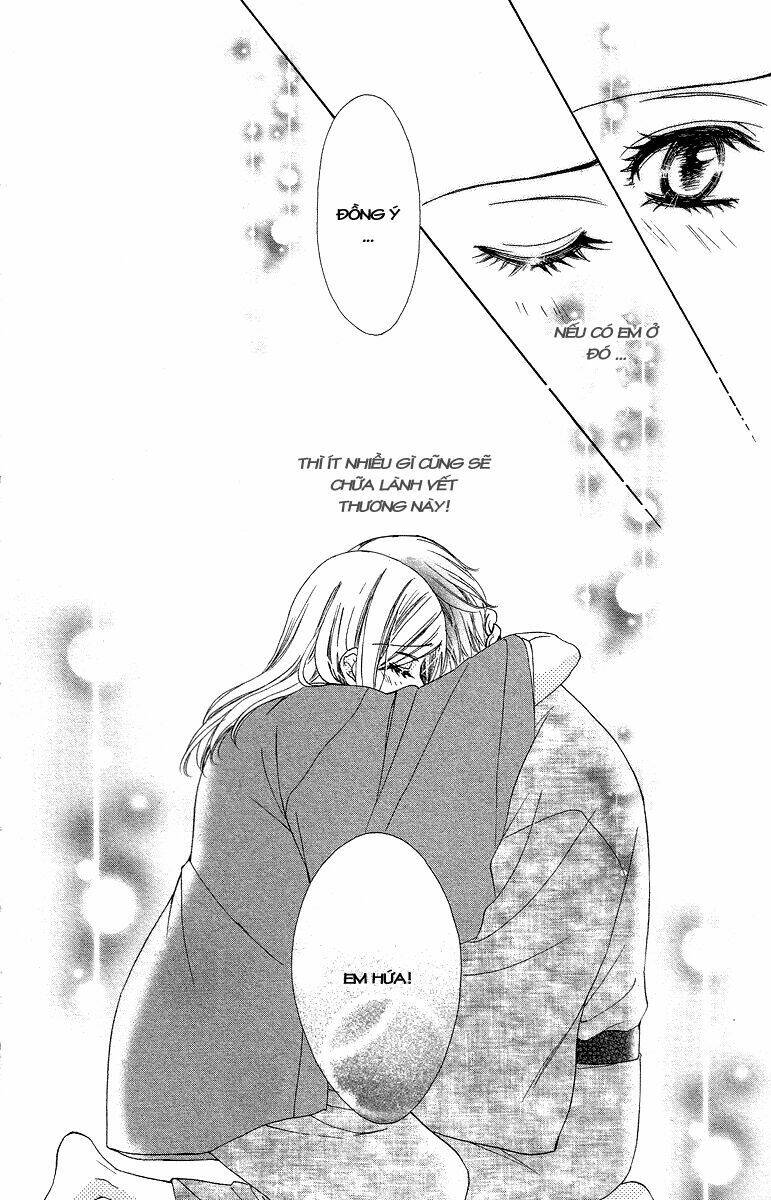 ĐỒNG Ý
...
NẾU CÓ EM Ở
ĐÓ ...
THÌ ÍT NHIỀU GÌ CŨNG SẼ
CHỮA LÀNH VẾT
THƯƠNG NÀY!
EM HỨA!